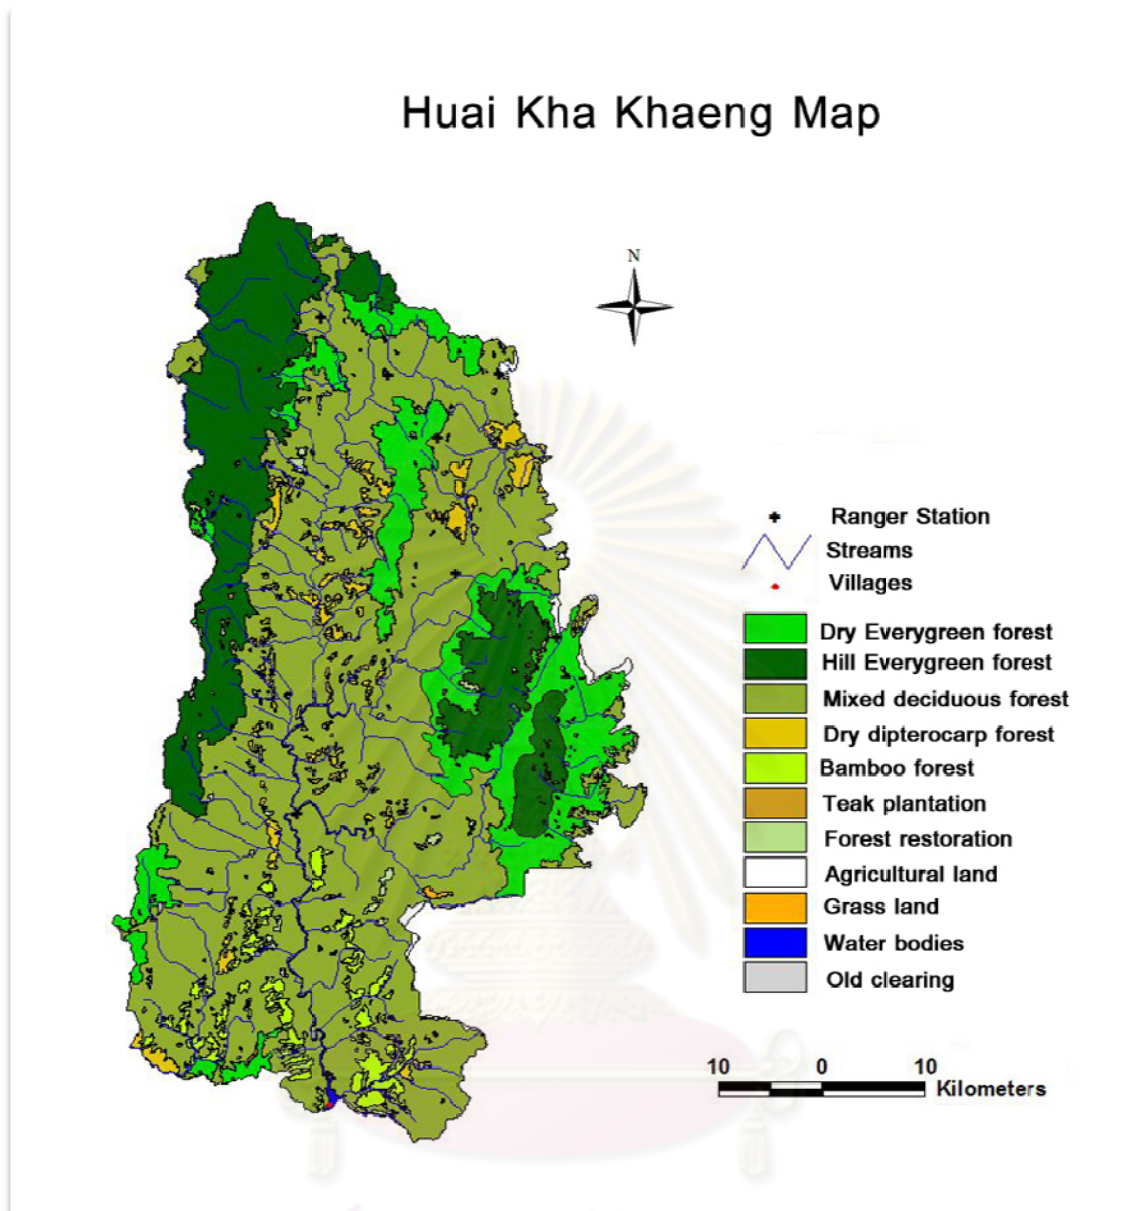 Huai Kha Khaeng Map
N
Ranger Station
Streams
Villages
Dry Everygreen forest
Hill Everygreen forest
Mixed deciduous forest
Dry dipterocarp forest
Bamboo forest
Teak plantation
Forest restoration
Agricultural land
Grass land
Water bodies
Old clearing
10 0 10
Kilometers